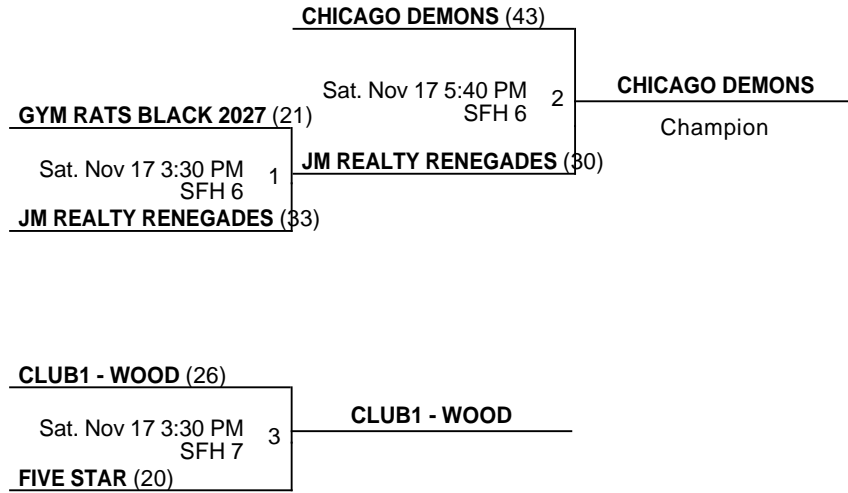 CHICAGO DEMONS (43)
Sat. Nov 17 5:40 PM 2
SFH 6
CHICAGO DEMONS
Champion
GYM RATS BLACK 2027 (21)
Sat. Nov 17 3:30 PM 1
SFH 6
JM REALTY RENEGADES (30)
JM REALTY RENEGADES (33)
CLUB1 - WOOD (26)
Sat. Nov 17 3:30 PM 3
SFH 7
CLUB1 - WOOD
FIVE STAR (20)